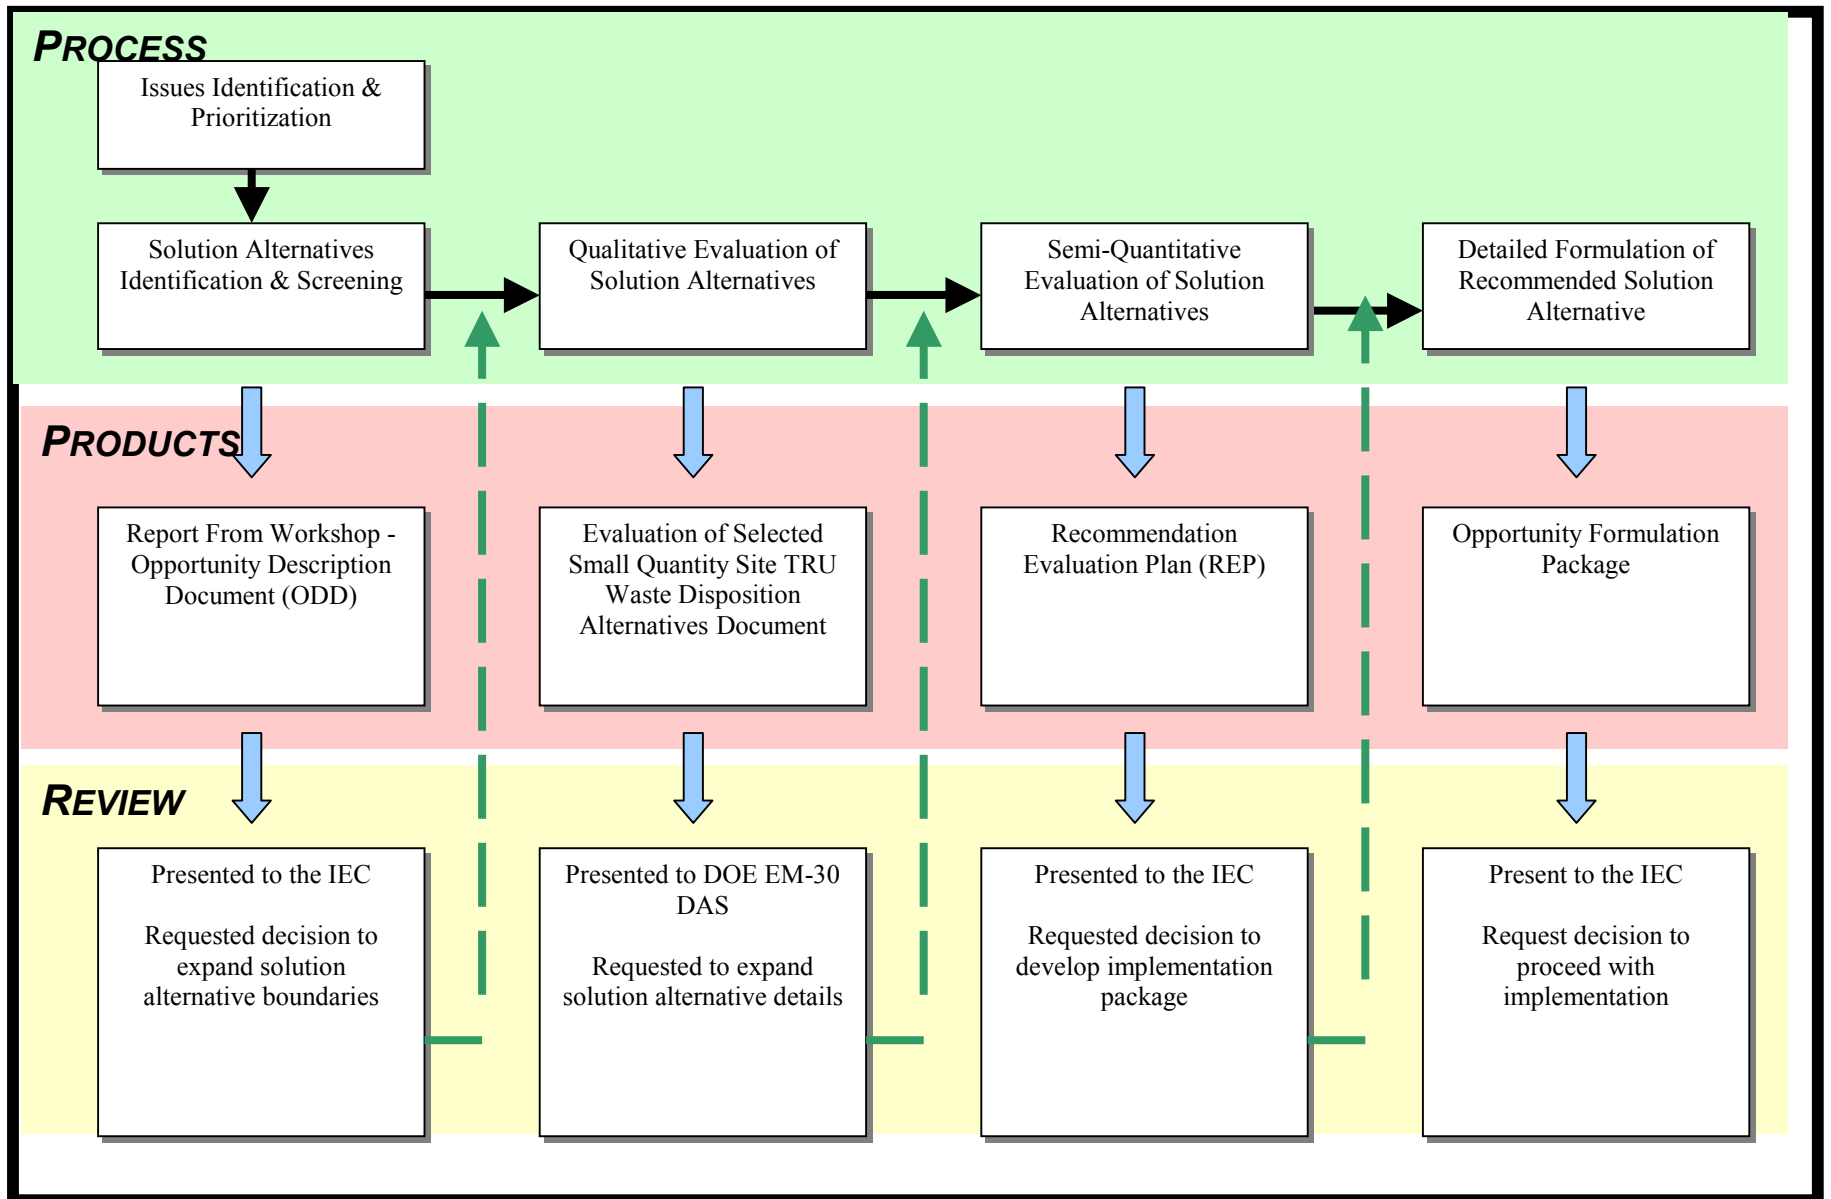 PROCESS
Issues Identification &
Prioritization
Solution Alternatives
Identification & Screening
Qualitative Evaluation of
Solution Alternatives
Semi-Quantitative
Evaluation of Solution
Alternatives
Detailed Formulation of
Recommended Solution
Alternative
PRODUCTS
Report From Workshop -
Opportunity Description
Document (ODD)
Evaluation of Selected
Small Quantity Site TRU
Waste Disposition
Alternatives Document
Recommendation
Evaluation Plan (REP)
Opportunity Formulation
Package
REVIEW
Presented to the IEC
Requested decision to
expand solution
alternative boundaries
Presented to DOE EM-30
DAS
Requested to expand
solution alternative details
Presented to the IEC
Requested decision to
develop implementation
package
Present to the IEC
Request decision to
proceed with
implementation